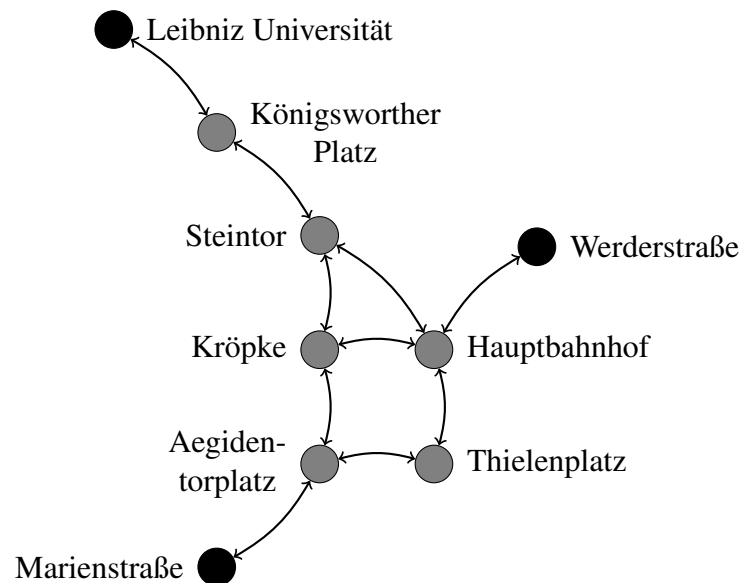 Leibniz Universität
Königsworther
Platz
Steintor
Werderstraße
Kröpke
Hauptbahnhof
Aegiden-
torplatz
Thielenplatz
Marienstraße